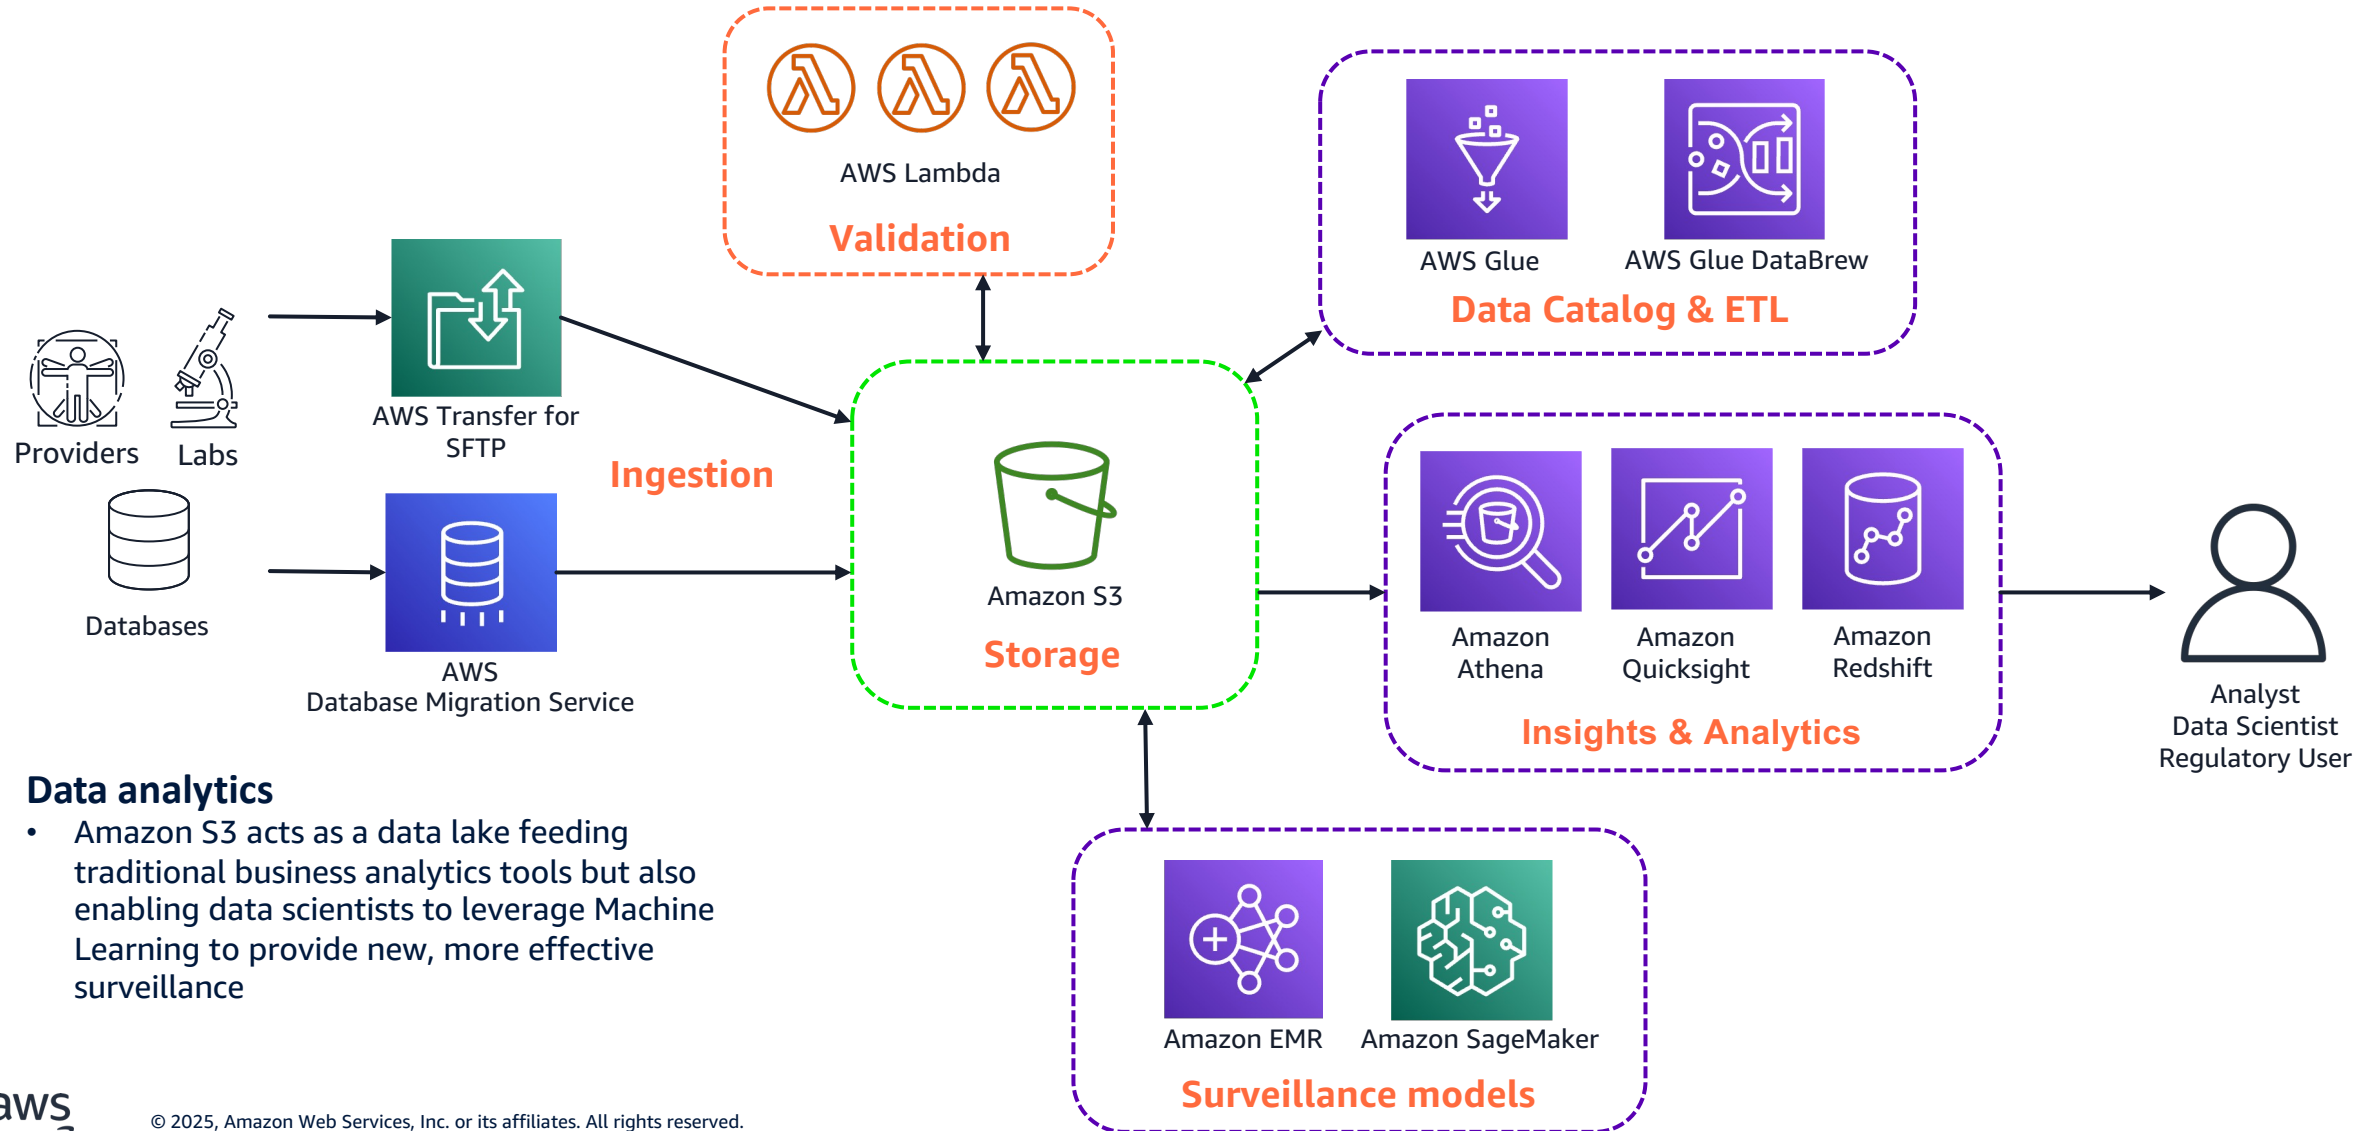 AWS Lambda
Validation
AWS Glue
AWS Glue DataBrew
Data Catalog & ETL
Providers
Labs
AWS Transfer for
SFTP
Ingestion
Databases
AWS
Database Migration Service
Amazon S3
Storage
Amazon
Athena
Amazon
Quicksight
Amazon
Redshift
Insights & Analytics
Analyst
Data Scientist
Regulatory User
Data analytics
• Amazon S3 acts as a data lake feeding
traditional business analytics tools but also
enabling data scientists to leverage Machine
Learning to provide new, more effective
surveillance
Amazon EMR
Amazon SageMaker
Surveillance models
aws
© 2025, Amazon Web Services, Inc. or its affiliates. All rights reserved.